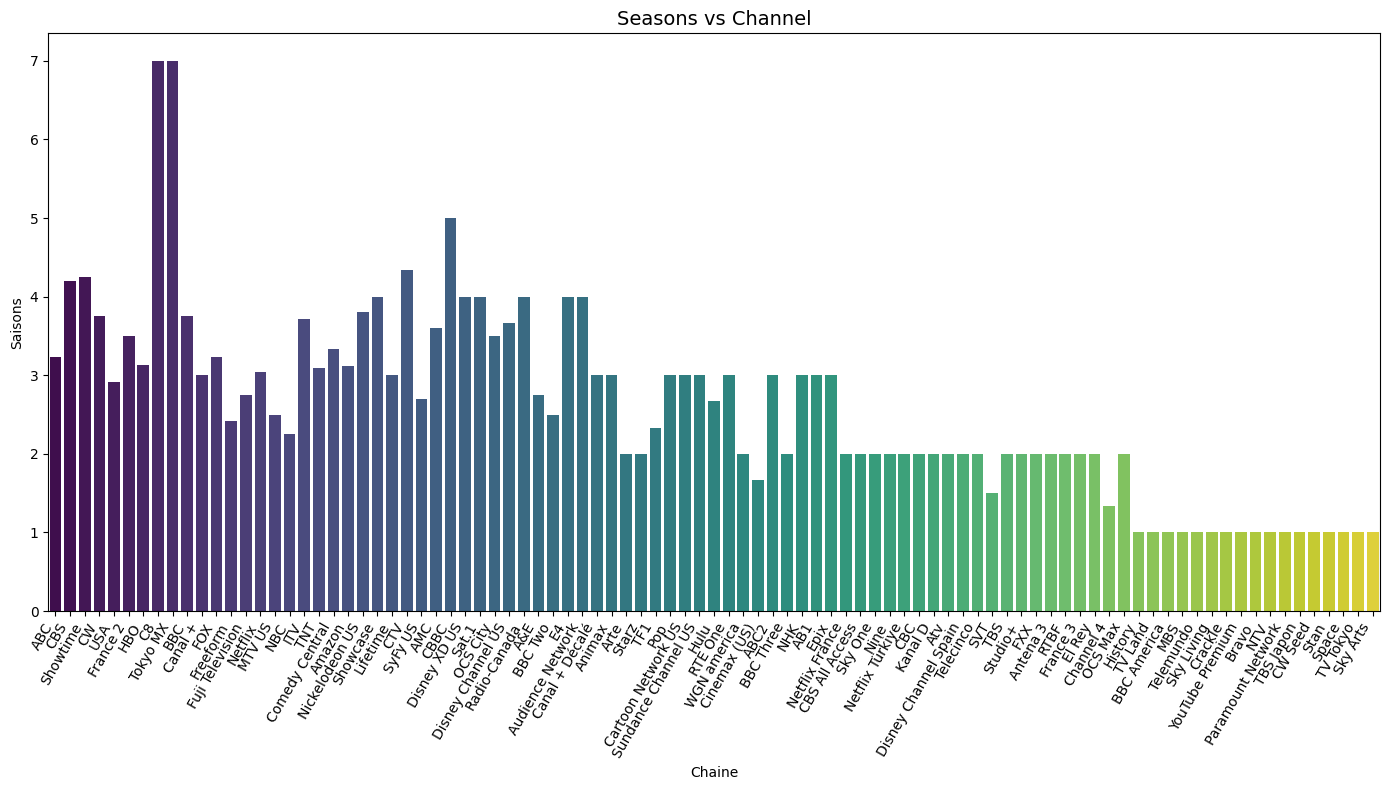 Seasons vs Channel
Saisons
7
6
5
4
3
2
1
0
ABC
CBS
Showtime
CW
USA
France 2
HBO
C8
Tokyo MX
BBC
Canal +
FOX
Freeform
Fuji Television
Netflix
MTV US
NBC
ITV
TNT
Comedy Central
Amazon
Nickelodeon US
Showcase
Lifetime
CTV
SyFy US
AMC
CBBC
Disney XD US
Sat-1
OCS City
Disney Channel US
Radio-Canada
A&E
BBC Two
E4
Audience Network
Canal + Décalé
Animax
Arte
Starz
TF1
Pop
Cartoon Network US
Sundance Channel US
Hulu
RTE One
WGN america
Cinemax (US)
ABC2
BBC Three
NHK
AB1
Epix
Netflix France
CBS All Access
Sky One
Nine
Netflix Turkiye
CBC
Kanal D
Atv
Disney Channel Spain
Telecinco
SVT
TBS
Studio+
FXX
Antena 3
RTBF
France 3
El Rey
Channel 4
OCS Max
History
TV Land
BBC America
MBS
Telemundo
Sky Living
Crackle
YouTube Premium
Bravo
NTV
Paramount Network
TBS Japon
CW Seed
Stan
Space
TV Tokyo
Sky Arts
Chaine